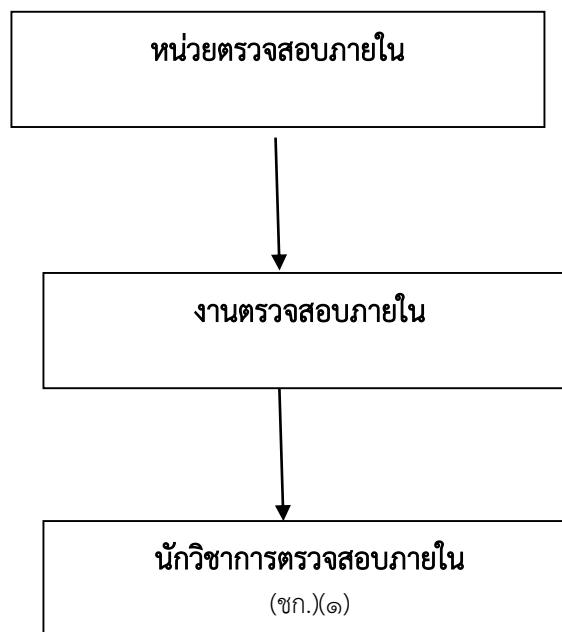 หน่วยตรวจสอบภายใน
งานตรวจสอบภายใน
นักวิชาการตรวจสอบภายใน
(ชก.)(๑)